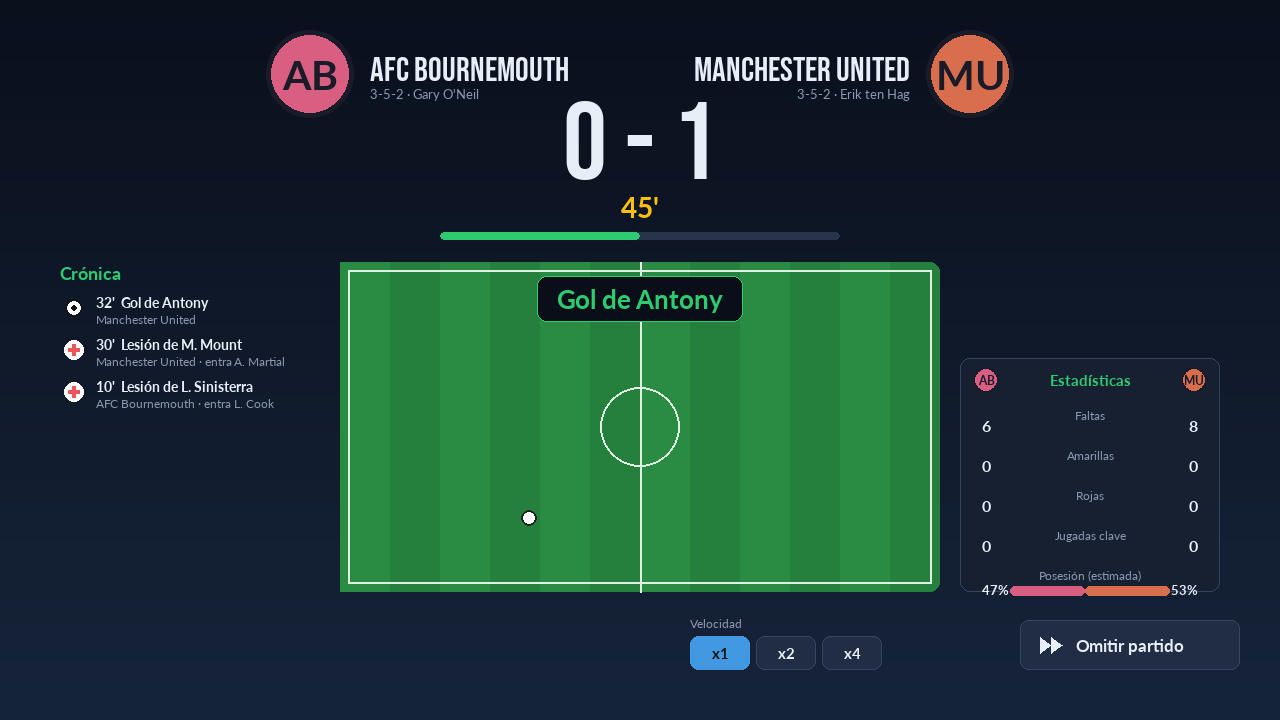 AB
AFC BOURNEMOUTH
3-5-2 · Gary O'Neil
MANCHESTER UNITED
3-5-2 · Erik ten Hag
MU
0 - 1
45'
Crónica
32' Gol de Antony
Manchester United
30' Lesión de M. Mount
Manchester United · entra A. Martial
10' Lesión de L. Sinisterra
AFC Bournemouth · entra L. Cook
Gol de Antony
AB Estadísticas MU
Faltas
6 8
Amarillas
0 0
Rojas
0 0
Jugadas clave
0 0
Posesión (estimada)
47% 53%
Velocidad
x1 x2 x4
Omitir partido